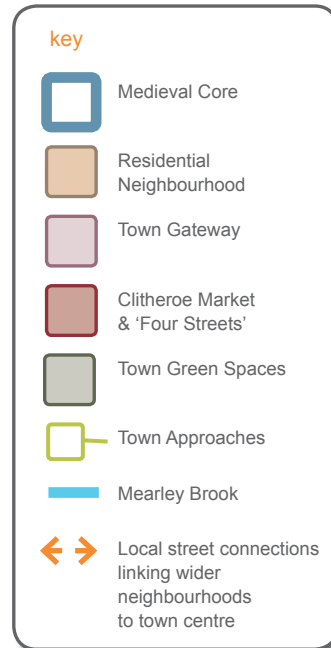 key
Medieval Core
Residential
Neighbourhood
Town Gateway
Clitheroe Market
& ‘Four Streets’
Town Green Spaces
Town Approaches
Mearley Brook
Local street connections
linking wider
neighbourhoods
to town centre